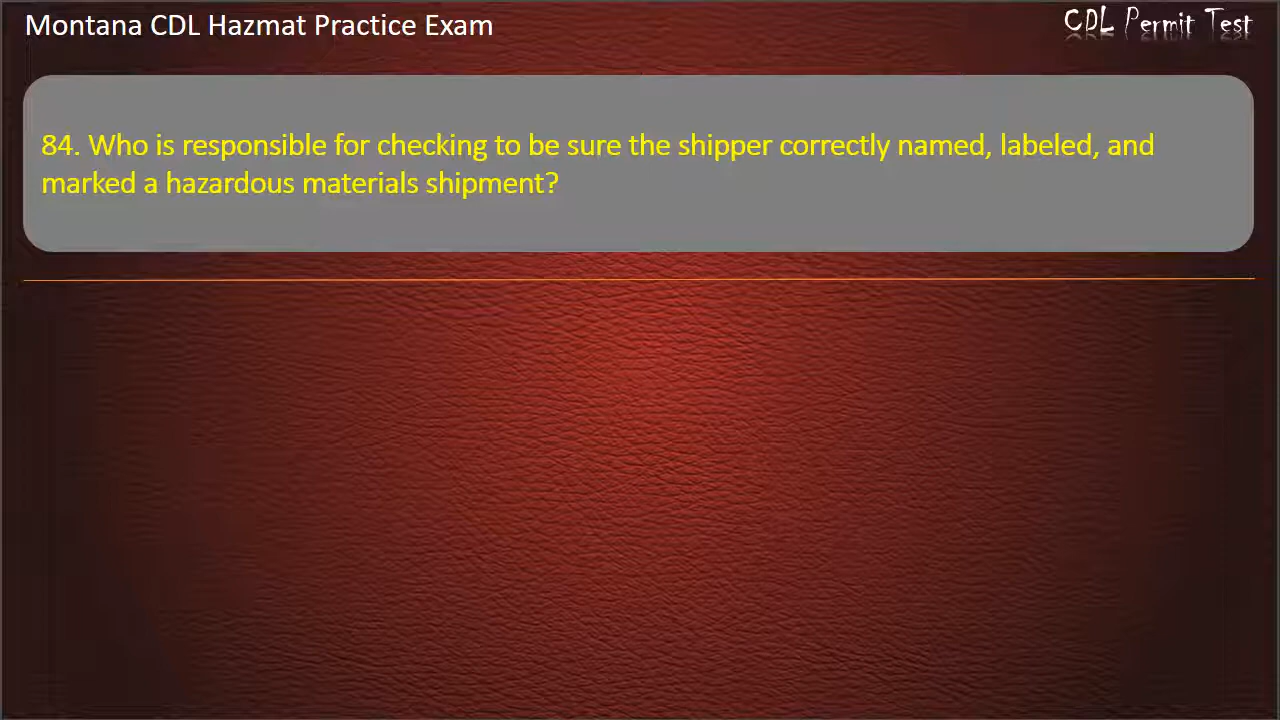 Montana CDL Hazmat Practice Exam
CDL Permit Test
84. Who is responsible for checking to be sure the shipper correctly named, labeled, and
marked a hazardous materials shipment?